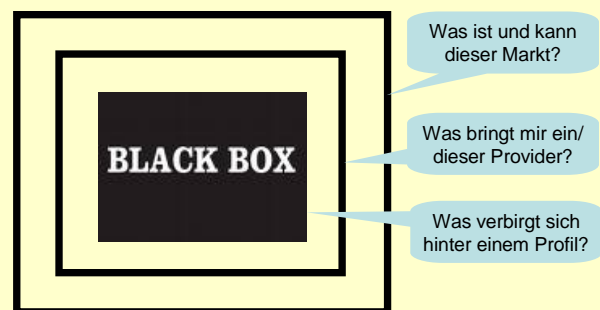 Was ist und kann
dieser Markt?
BLACK BOX
Was bringt mir ein/
dieser Provider?
Was verbirgt sich
hinter einem Profil?